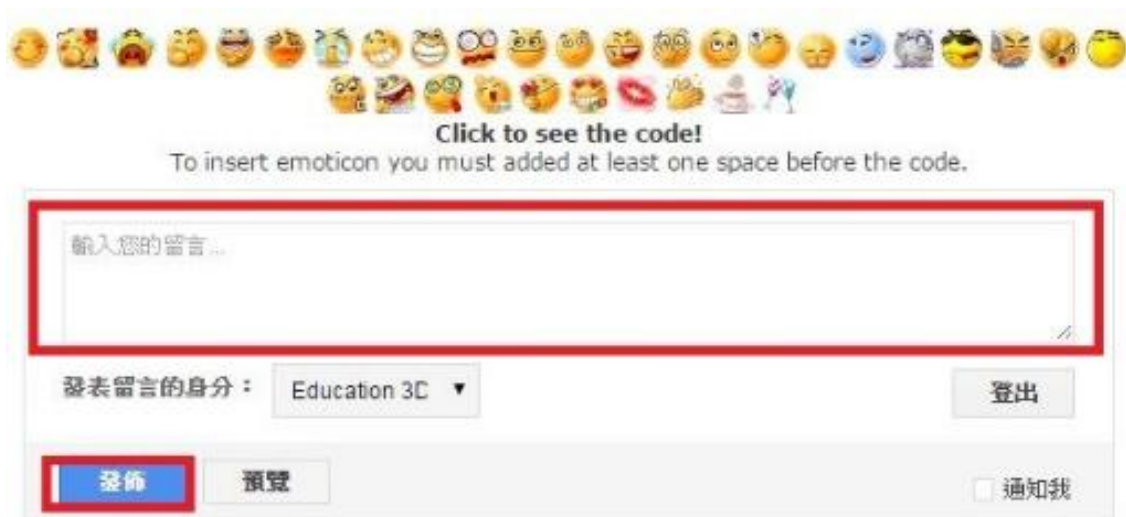 Click to see the code!
To insert emoticon you must added at least one space before the code.
輸入您的留言...
發表留言的身分： Education 3D 登出
發佈 預覽 通知我